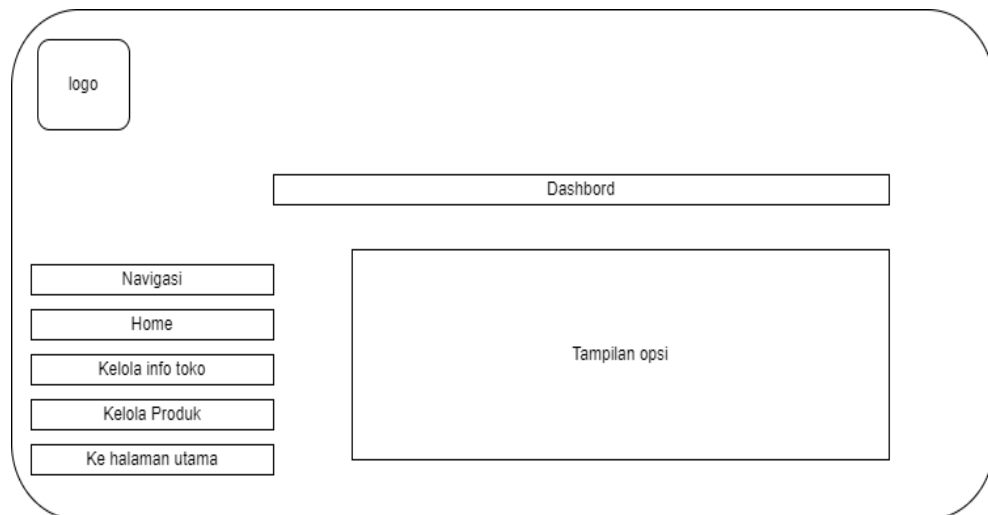 logo
Dashbord
Navigasi
Home
Kelola info toko
Kelola Produk
Ke halaman utama
Tampilan opsi